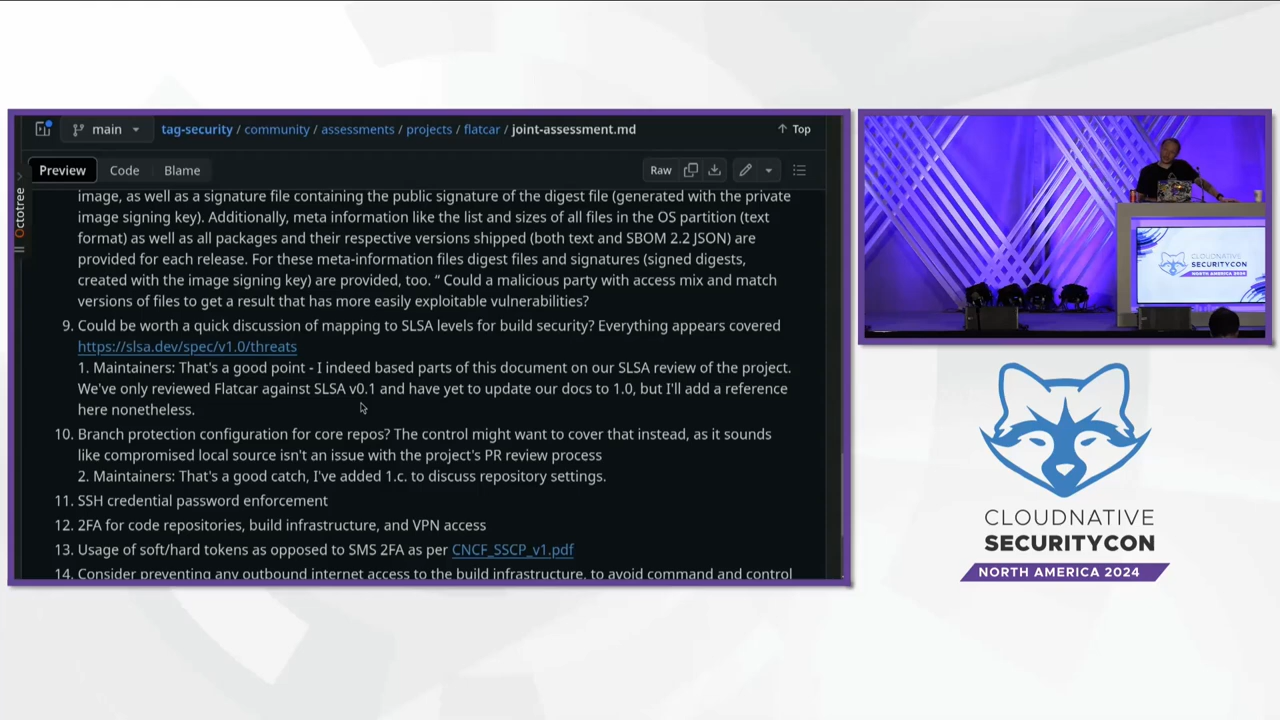 main
tag-security / community / assessments / projects / flatcar / joint-assessment.md
Top
Preview
Code
Blame
Raw
Octotree
image, as well as a signature file containing the public signature of the digest file (generated with the private
image signing key). Additionally, meta information like the list and sizes of all files in the OS partition (text
format) as well as all packages and their respective versions shipped (both text and SBOM 2.2 JSON) are
provided for each release. For these meta-information files digest files and signatures (signed digests,
created with the image signing key) are provided, too. “ Could a malicious party with access mix and match
versions of files to get a result that has more easily exploitable vulnerabilities?
9. Could be worth a quick discussion of mapping to SLSA levels for build security? Everything appears covered
https://slsa.dev/spec/v1.0/threats
1. Maintainers: That's a good point - I indeed based parts of this document on our SLSA review of the project.
We've only reviewed Flatcar against SLSA v0.1 and have yet to update our docs to 1.0, but I'll add a reference
here nonetheless.
10. Branch protection configuration for core repos? The control might want to cover that instead, as it sounds
like compromised local source isn't an issue with the project's PR review process
2. Maintainers: That's a good catch, I've added 1.c. to discuss repository settings.
11. SSH credential password enforcement
12. 2FA for code repositories, build infrastructure, and VPN access
13. Usage of soft/hard tokens as opposed to SMS 2FA as per CNCF_SSCP_v1.pdf
14. Consider preventing any outbound internet access to the build infrastructure, to avoid command and control
CLOUDNATIVE
SECURITYCON
NORTH AMERICA 2024
CLOUDNATIVE
SECURITYCON
NORTH AMERICA 2024